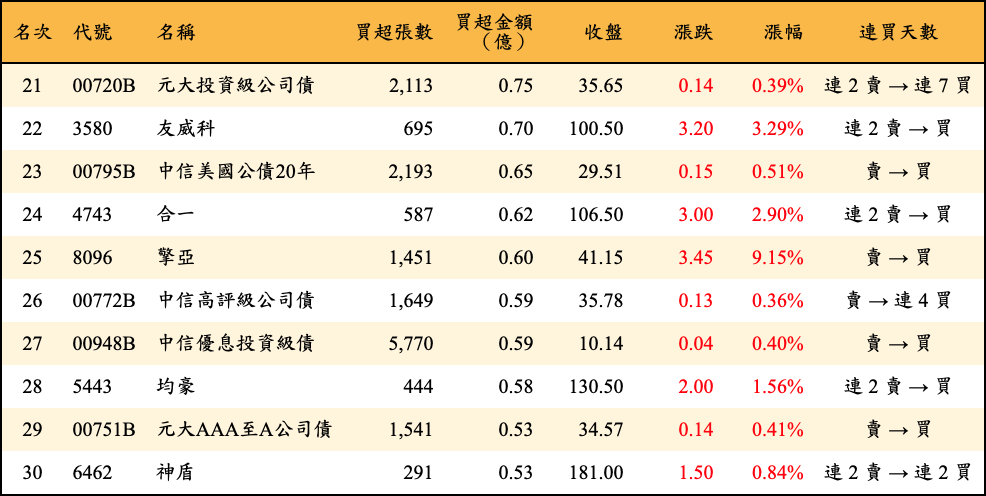 名次 代號 名稱 買超張數 買超金額（億） 收盤 漲跌 漲幅 連買天數
21 00720B 元大投資級公司債 2,113 0.75 35.65 0.14 0.39% 連 2 賣 → 連 7 買
22 3580 友威科 695 0.70 100.50 3.20 3.29% 連 2 賣 → 買
23 00795B 中信美國公債20年 2,193 0.65 29.51 0.15 0.51% 賣 → 買
24 4743 合一 587 0.62 106.50 3.00 2.90% 連 2 賣 → 買
25 8096 擎亞 1,451 0.60 41.15 3.45 9.15% 賣 → 買
26 00772B 中信高評級公司債 1,649 0.59 35.78 0.13 0.36% 賣 → 連 4 買
27 00948B 中信優息投資級債 5,770 0.59 10.14 0.04 0.40% 賣 → 買
28 5443 均豪 444 0.58 130.50 2.00 1.56% 連 2 賣 → 買
29 00751B 元大AAA至A公司債 1,541 0.53 34.57 0.14 0.41% 賣 → 買
30 6462 神盾 291 0.53 181.00 1.50 0.84% 連 2 賣 → 連 2 買